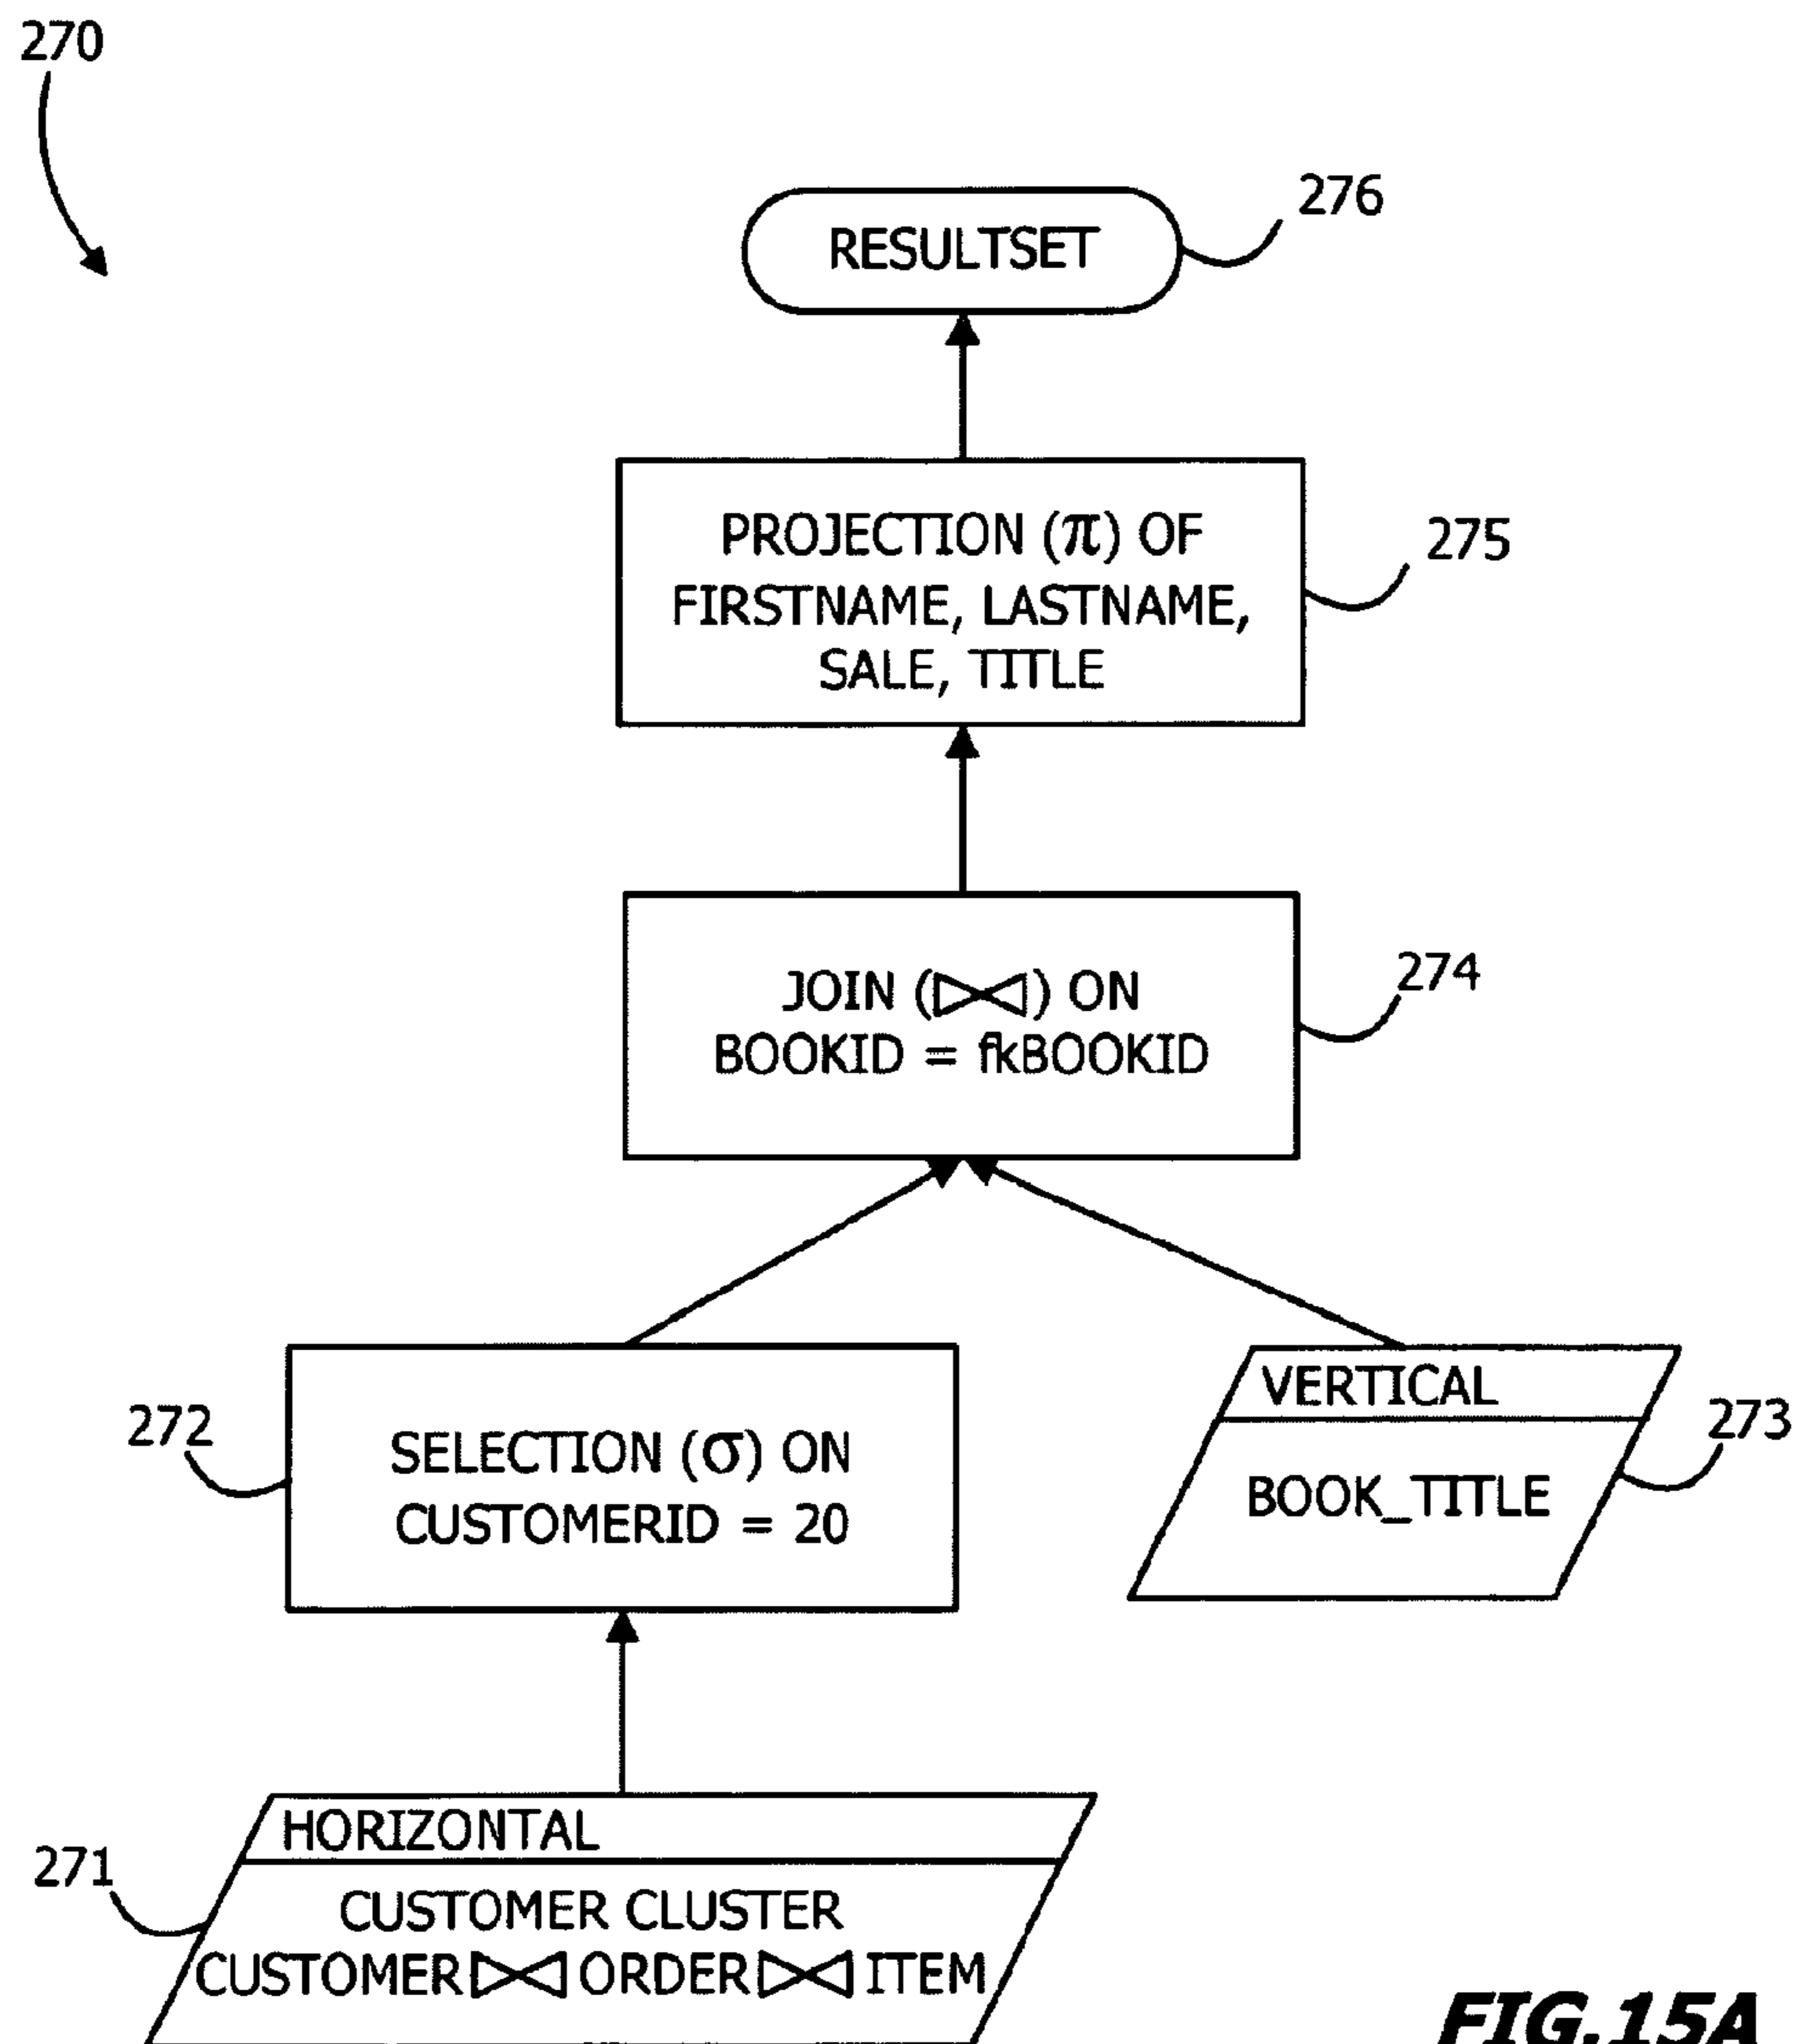 270
276
RESULTSET
PROJECTION (π) OF
FIRSTNAME, LASTNAME,
SALE, TITLE
275
JOIN (⋈) ON
BOOKID = fkBOOKID
274
272
SELECTION (σ) ON
CUSTOMERID = 20
VERTICAL
BOOK_TITLE
273
271
HORIZONTAL
CUSTOMER CLUSTER
CUSTOMER ⋈ ORDER ⋈ ITEM
FIG.15A